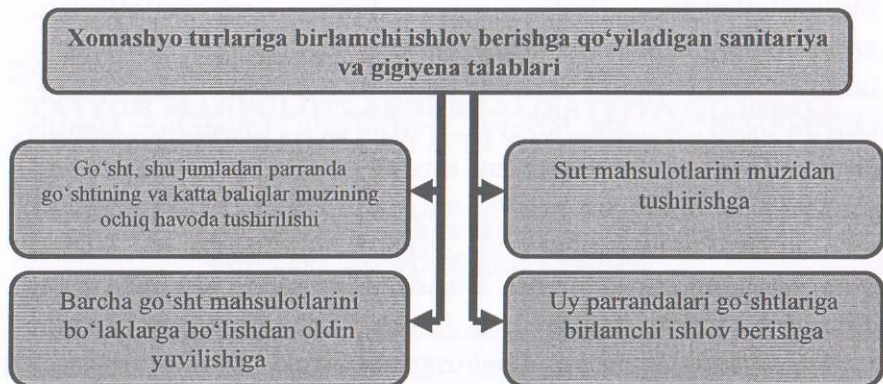 Xomashyo turlariga birlamchi ishlov berishga qo‘yiladigan sanitariya
va gigiyena talablari
Go‘sht, shu jumladan parranda
go‘shtining va katta baliqlar muzining
ochiq havoda tushirilishi
Sut mahsulotlarini muzidan
tushirishga
Barcha go‘sht mahsulotlarini
bo‘laklarga bo‘lishdan oldin
yuvilishiga
Uy parrandalari go‘shtlariga
birlamchi ishlov berishga